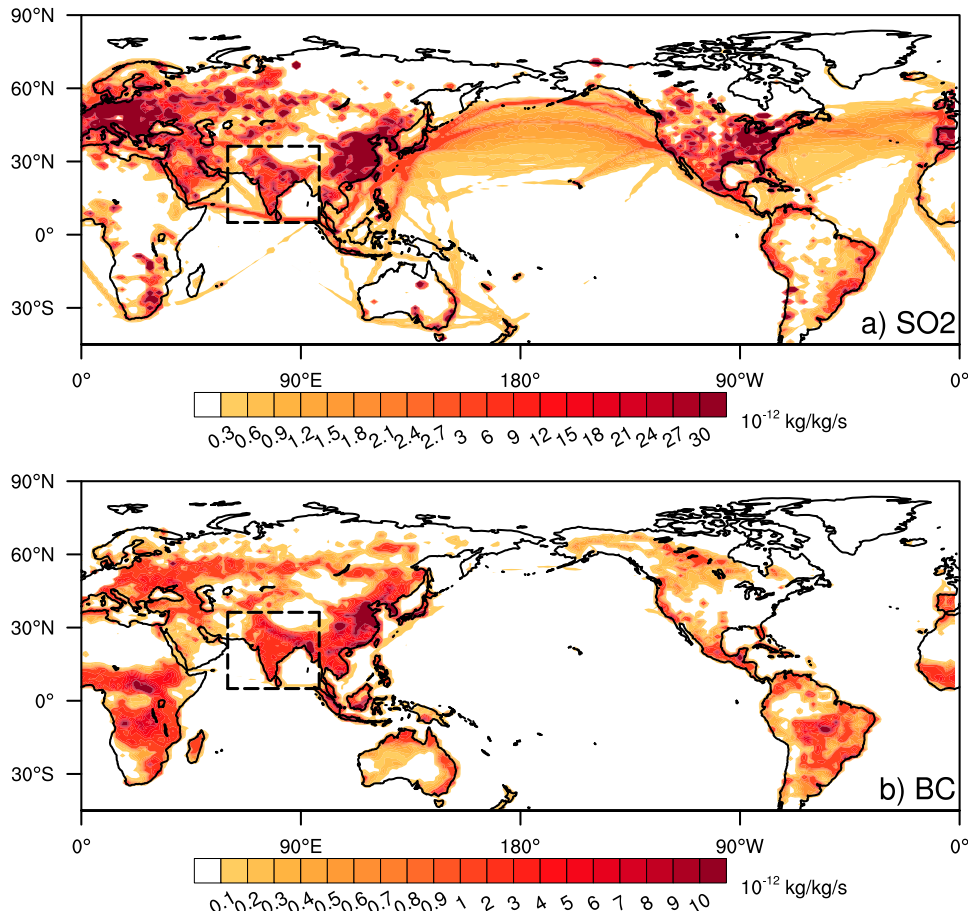 90°N
60°N
30°N
0°
30°S
a) SO2
0° 90°E 180° 90°W 0°
0.3 0.6 0.9 1.2 1.5 1.8 2.1 2.4 2.7 3 6 9 12 15 18 21 24 27 30
10-12 kg/kg/s
90°N
60°N
30°N
0°
30°S
b) BC
0° 90°E 180° 90°W 0°
0.1 0.2 0.3 0.4 0.5 0.6 0.7 0.8 0.9 1 2 3 4 5 6 7 8 9 10
10-12 kg/kg/s